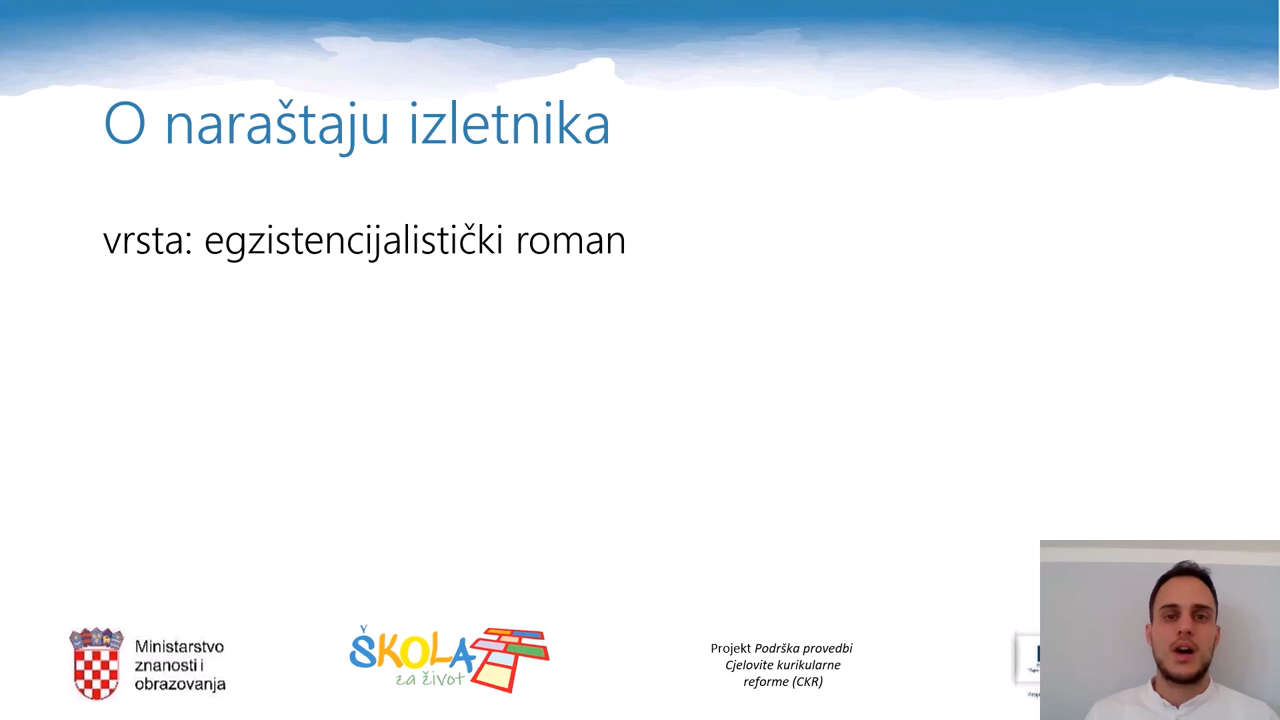 O naraštaju izletnika
vrsta: egzistencijalistički roman
Ministarstvo
znanosti i
obrazovanja
ŠKOLA
za život
Projekt Podrška provedbi
Cjelovite kurikularne
reforme (CKR)